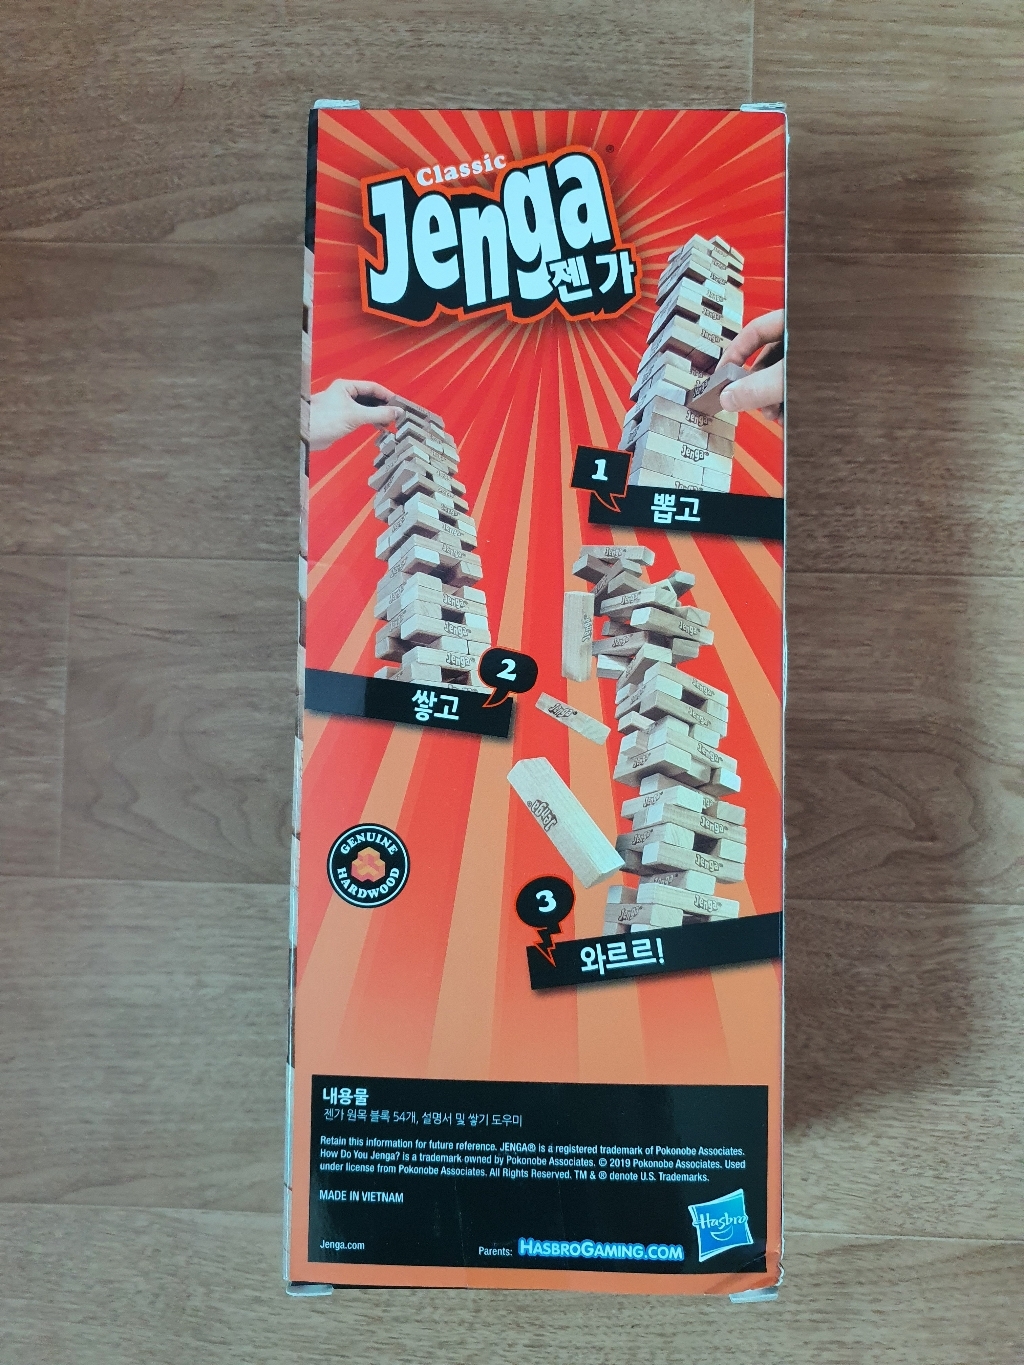 Classic
Jenga®
젠가
1
뽑고
2
쌓고
GENUINE
HARDWOOD
3
와르르!
내용물
젠가 원목 블록 54개, 설명서 및 쌓기 도우미
Retain this information for future reference. JENGA® is a registered trademark of Pokonobe Associates.
How Do You Jenga? is a trademark owned by Pokonobe Associates. © 2019 Pokonobe Associates. Used
under license from Pokonobe Associates. All Rights Reserved. TM & ® denote U.S. Trademarks.
MADE IN VIETNAM
Jenga.com
Parents: HASBROGAMING.COM
Hasbro